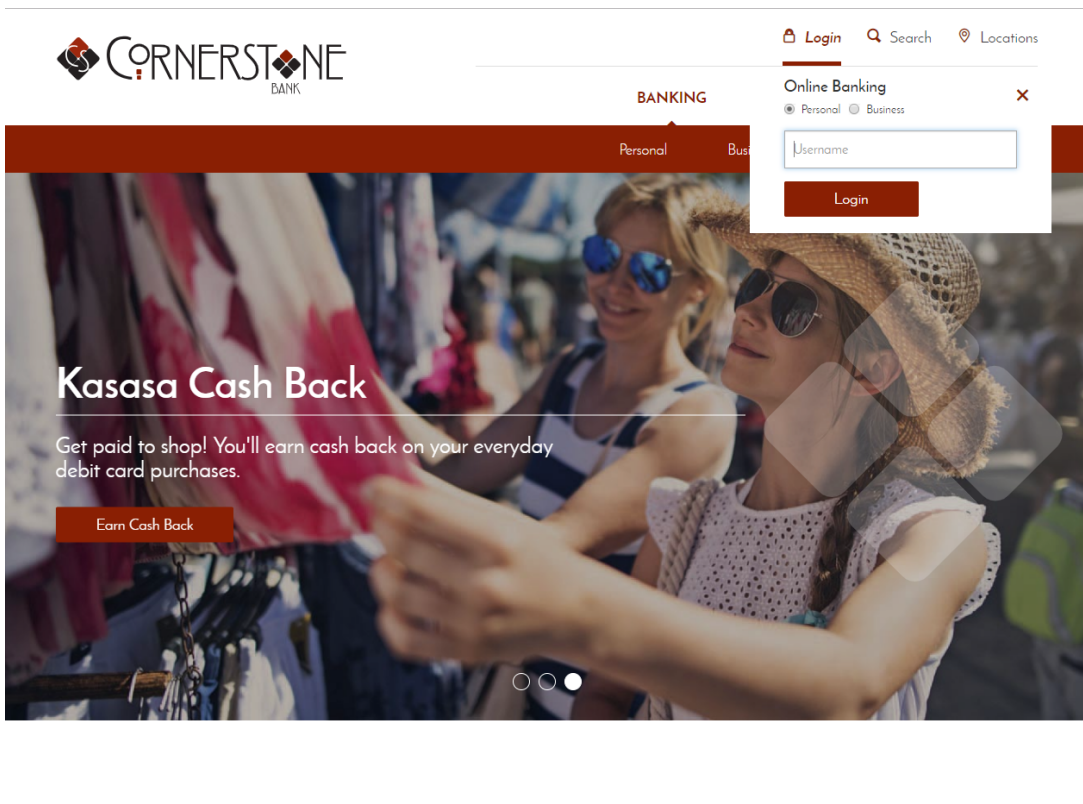 CORNERSTONE
BANK
Login
Search
Locations
BANKING
Online Banking
Personal
Business
Personal
Username
Login
Kasasa Cash Back
Get paid to shop! You'll earn cash back on your everyday
debit card purchases.
Earn Cash Back